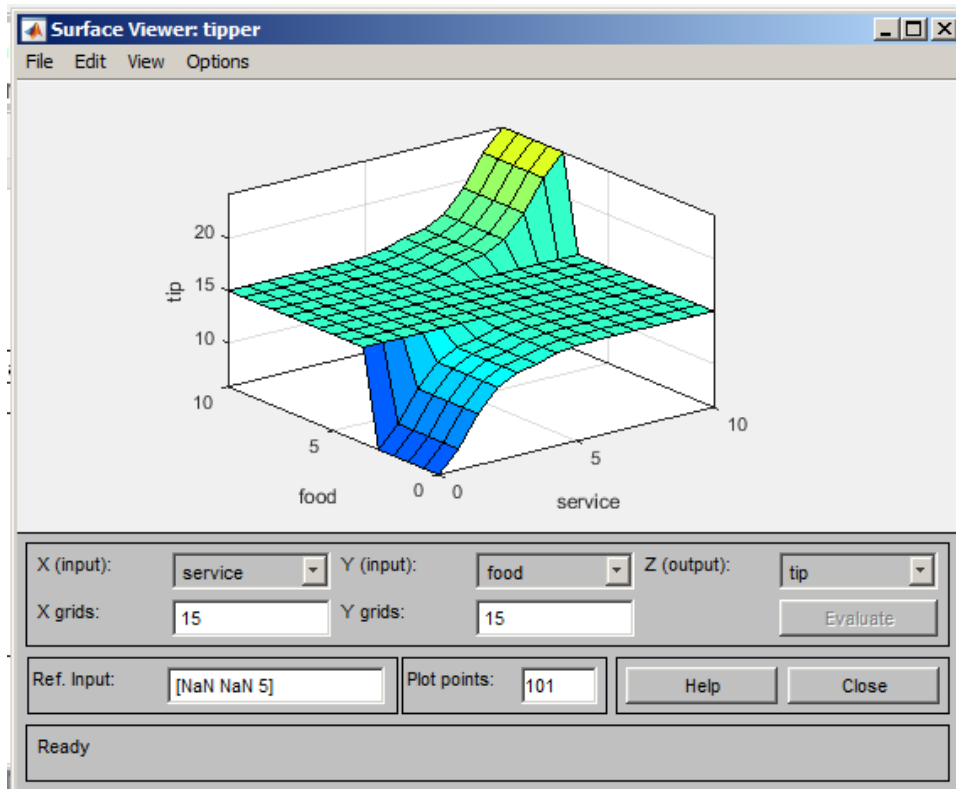 Surface Viewer: tipper
File Edit View Options
20
15
10
tip
10
5
0
food
0
5
10
service
X (input): service Y (input): food Z (output): tip
X grids: 15 Y grids: 15 Evaluate
Ref. Input: [NaN NaN 5] Plot points: 101 Help Close
Ready